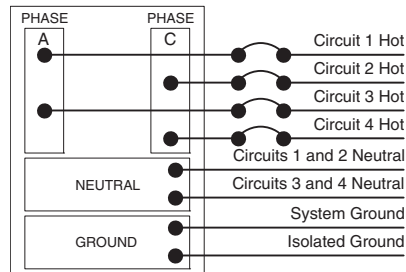 PHASE PHASE
A C
Circuit 1 Hot
Circuit 2 Hot
Circuit 3 Hot
Circuit 4 Hot
Circuits 1 and 2 Neutral
NEUTRAL
Circuits 3 and 4 Neutral
System Ground
GROUND
Isolated Ground